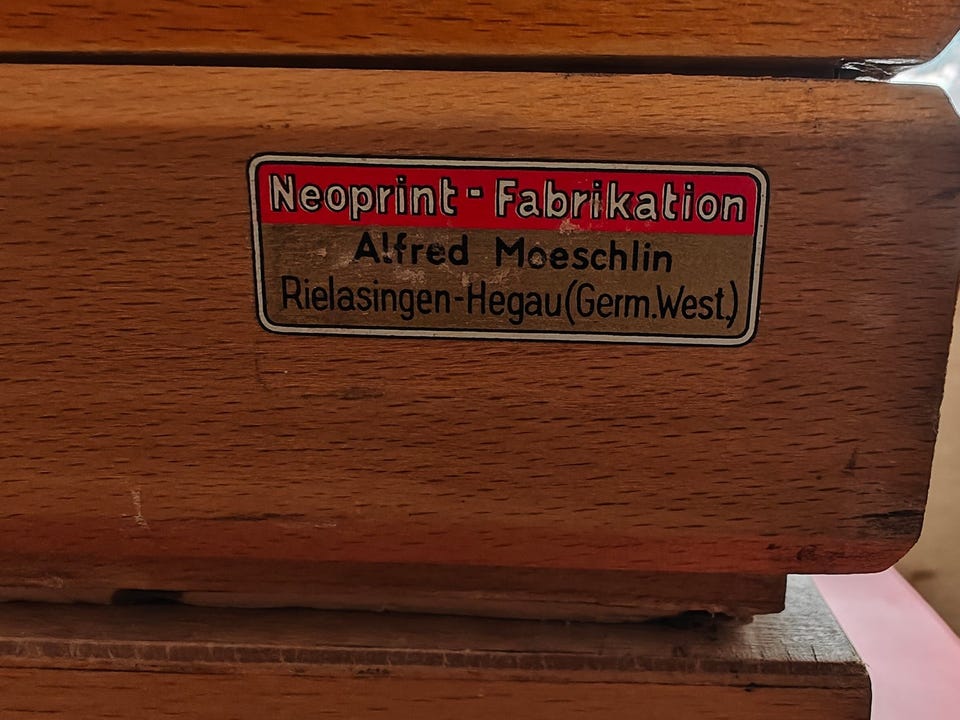 Neoprint - Fabrikation
Alfred Moeschlin
Rielasingen-Hegau (Germ.West.)